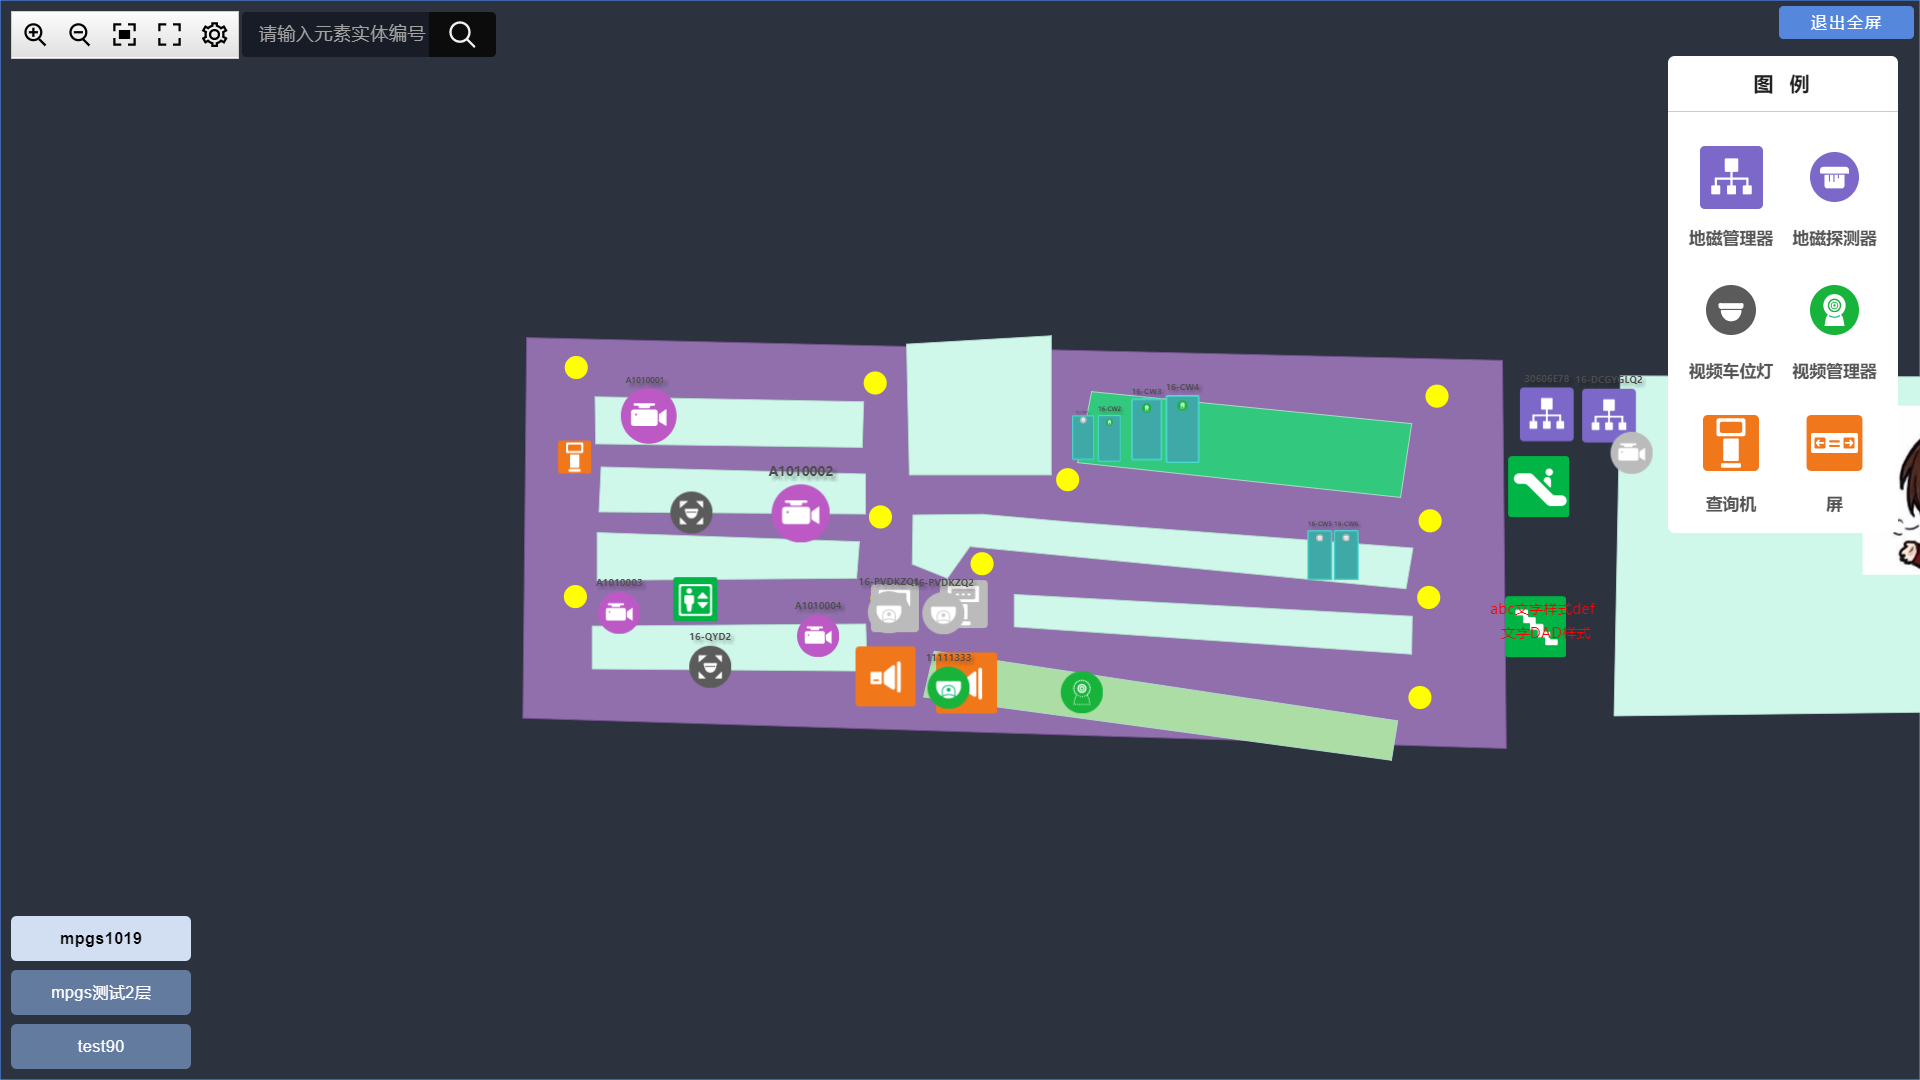 请输入元素实体编号
退出全屏
图 例
地磁管理器
地磁探测器
视频车位灯
视频管理器
查询机
屏
A1010001
16-CW2
16-CW3
16-CW4
30606E78
16-DCGYGLQ2
A1010002
16-CW5
16-CW6
A1010003
16-PVDKZQ1
16-PVDKZQ2
A1010004
abc文字样式def
文字DAD样式
16-QYD2
11111333
mpgs1019
mpgs测试2层
test90